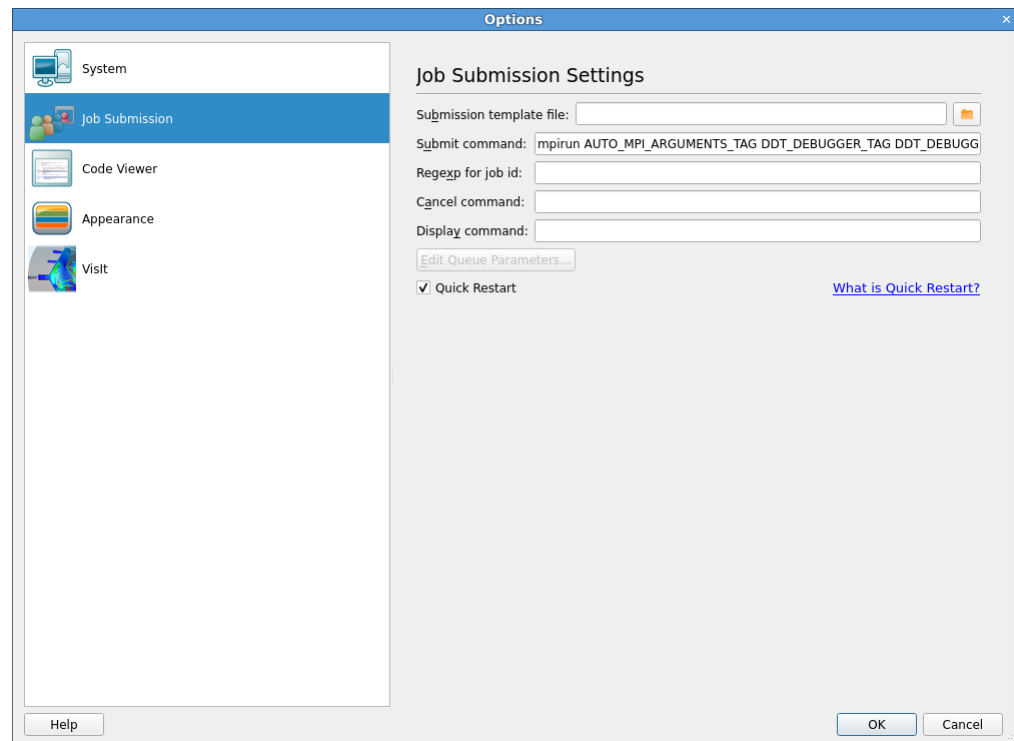 Options
System
Job Submission
Code Viewer
Appearance
VisIt
Job Submission Settings
Submission template file:
Submit command: mpirun AUTO_MPI_ARGUMENTS_TAG DDT_DEBUGGER_TAG DDT_DEBUGG
Regexp for job id:
Cancel command:
Display command:
Edit Queue Parameters...
Quick Restart What is Quick Restart?
Help OK Cancel